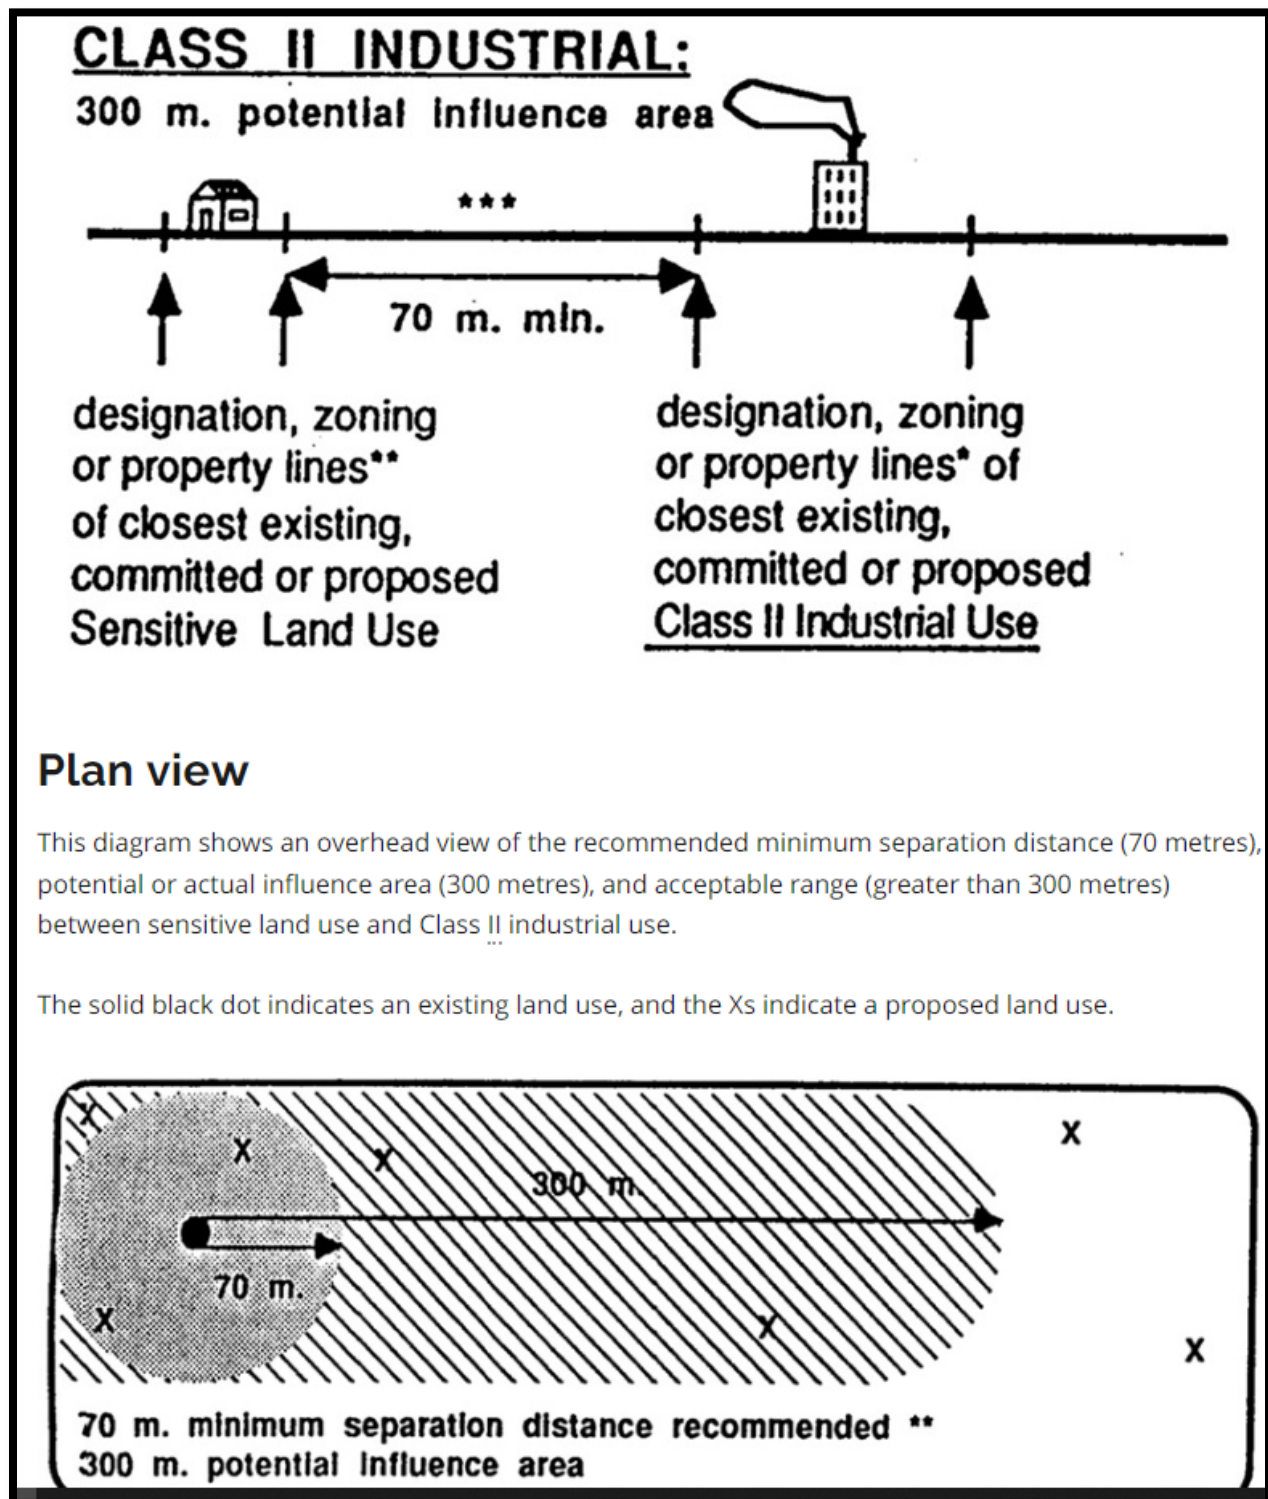 CLASS II INDUSTRIAL:
300 m. potential influence area
***
70 m. min.
designation, zoning
or property lines**
of closest existing,
committed or proposed
Sensitive Land Use
designation, zoning
or property lines* of
closest existing,
committed or proposed
Class II Industrial Use
Plan view
This diagram shows an overhead view of the recommended minimum separation distance (70 metres),
potential or actual influence area (300 metres), and acceptable range (greater than 300 metres)
between sensitive land use and Class II industrial use.
The solid black dot indicates an existing land use, and the Xs indicate a proposed land use.
X
X
X
X
300 m.
70 m.
X
X
X
70 m. minimum separation distance recommended **
300 m. potential influence area